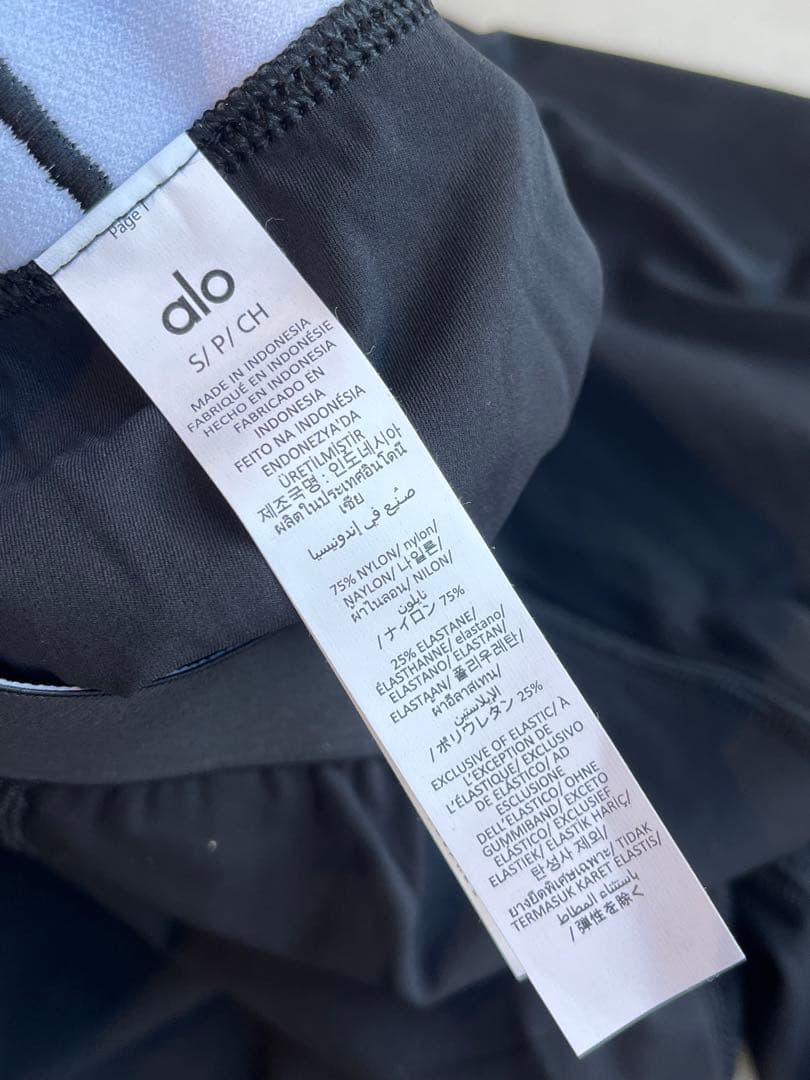 Page 1
alo
S/ P/ CH
MADE IN INDONESIA
FABRIQUÉ EN INDONÉSIE
HECHO EN INDONESIA
FABRICADO EN
INDONESIA
FEITO NA INDONÉSIA
ENDONEZYA'DA
ÜRETİLMİŞTİR
제조국명 : 인도네시아
ผลิตในประเทศอินโดนี
เซีย
صُنع في إندونيسيا
75% NYLON/ nylon/
NAYLON/ 나일론/
ผ้าไนลอน/ NILON/
نايلون
/ ナイロン 75%
25% ELASTANE/
ÉLASTHANNE/ elastano/
ELASTANO/ ELASTAN/
ELASTAAN/ 폴리우레탄/
ผ้าอีลาสเทน/
الإيلاستين
/ ポリウレタン 25%
EXCLUSIVE OF ELASTIC/ À
L'EXCEPTION DE
L'ÉLASTIQUE/ EXCLUSIVO
DE ELÁSTICO/ AD
ESCLUSIONE
DELL'ELASTICO/ OHNE
GUMMIBAND/ EXCETO
ELÁSTICO/ EXCLUSIEF
ELASTIEK/ ELASTIK HARİÇ/
탄성사 제외/
ยางยืดพิเศษเฉพาะ/ TIDAK
TERMASUK KARET ELASTIS/
باستثناء المطاط
/ 弾性を除く